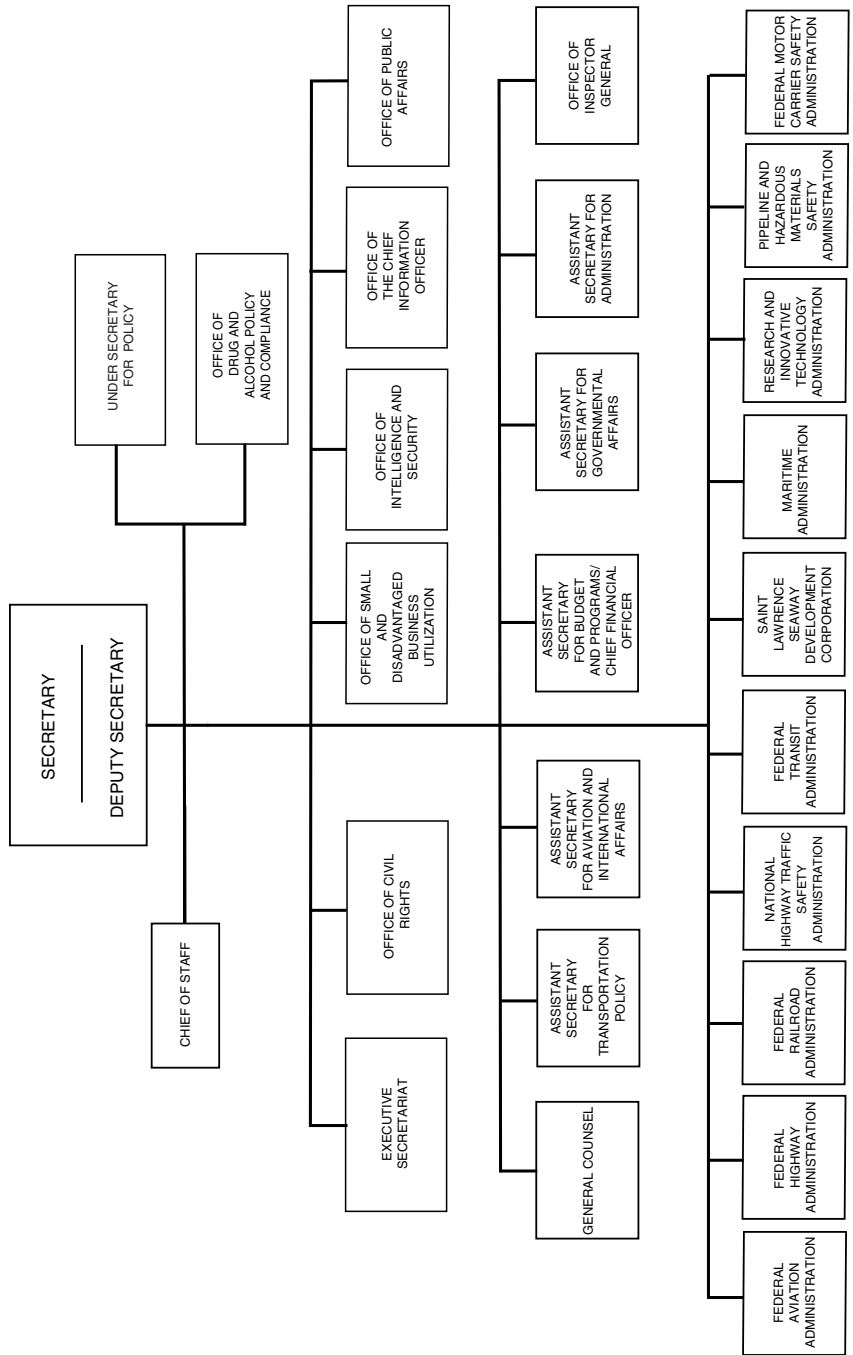 SECRETARY
DEPUTY SECRETARY
CHIEF OF STAFF
UNDER SECRETARY
FOR POLICY
OFFICE OF
DRUG AND
ALCOHOL POLICY
AND COMPLIANCE
EXECUTIVE
SECRETARIAT
OFFICE OF CIVIL
RIGHTS
OFFICE OF SMALL
AND
DISADVANTAGED
BUSINESS
UTILIZATION
OFFICE OF
INTELLIGENCE AND
SECURITY
OFFICE OF
THE CHIEF
INFORMATION
OFFICER
OFFICE OF PUBLIC
AFFAIRS
GENERAL COUNSEL
ASSISTANT
SECRETARY
FOR
TRANSPORTATION
POLICY
ASSISTANT
SECRETARY
FOR AVIATION AND
INTERNATIONAL
AFFAIRS
ASSISTANT
SECRETARY
FOR BUDGET
AND PROGRAMS/
CHIEF FINANCIAL
OFFICER
ASSISTANT
SECRETARY FOR
GOVERNMENTAL
AFFAIRS
ASSISTANT
SECRETARY FOR
ADMINISTRATION
OFFICE OF
INSPECTOR
GENERAL
FEDERAL
AVIATION
ADMINISTRATION
FEDERAL
HIGHWAY
ADMINISTRATION
FEDERAL
RAILROAD
ADMINISTRATION
NATIONAL
HIGHWAY TRAFFIC
SAFETY
ADMINISTRATION
FEDERAL
TRANSIT
ADMINISTRATION
SAINT
LAWRENCE
SEAWAY
DEVELOPMENT
CORPORATION
MARITIME
ADMINISTRATION
RESEARCH AND
INNOVATIVE
TECHNOLOGY
ADMINISTRATION
PIPELINE AND
HAZARDOUS
MATERIALS
SAFETY
ADMINISTRATION
FEDERAL MOTOR
CARRIER SAFETY
ADMINISTRATION